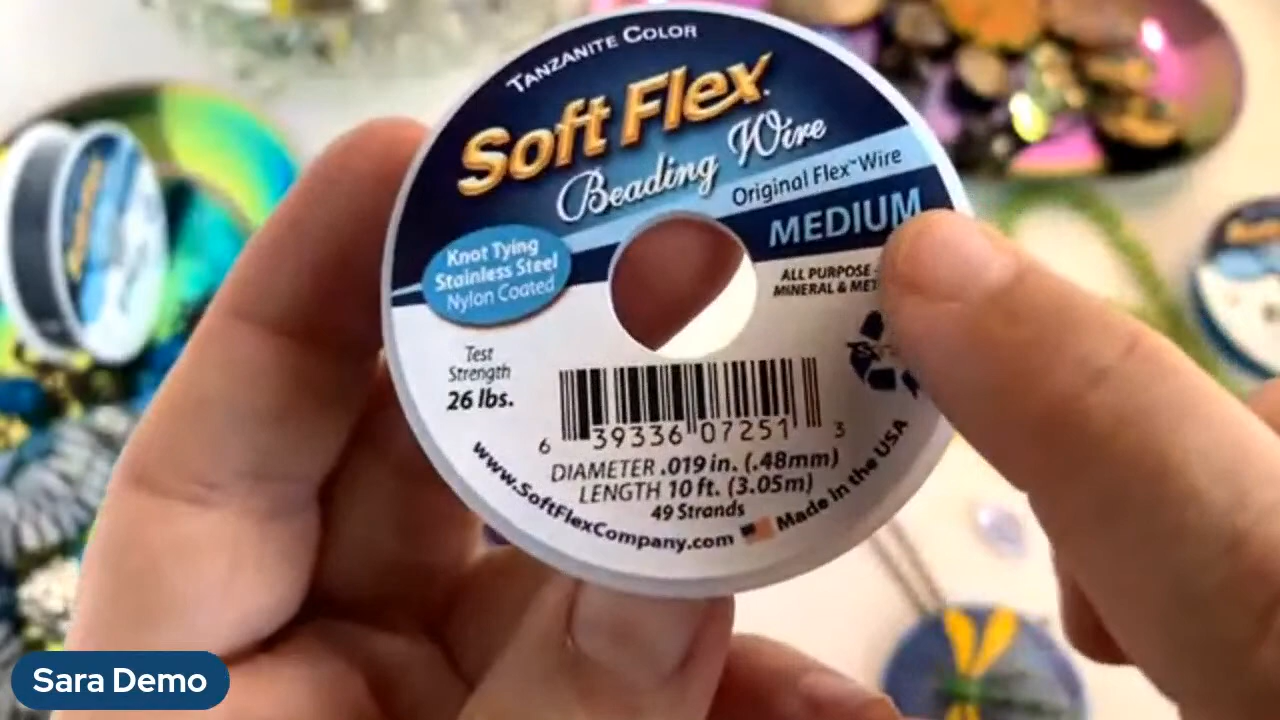 TANZANITE COLOR
Soft Flex
Beading Wire
Original Flex™ Wire
MEDIUM
Knot Tying
Stainless Steel
Nylon Coated
ALL PURPOSE -
MINERAL &
Test
Strength
26 lbs.
6 39336 07251 3
DIAMETER .019 in. (.48mm)
LENGTH 10 ft. (3.05m)
49 Strands
www.SoftFlexCompany.com
Made in the USA
Sara Demo